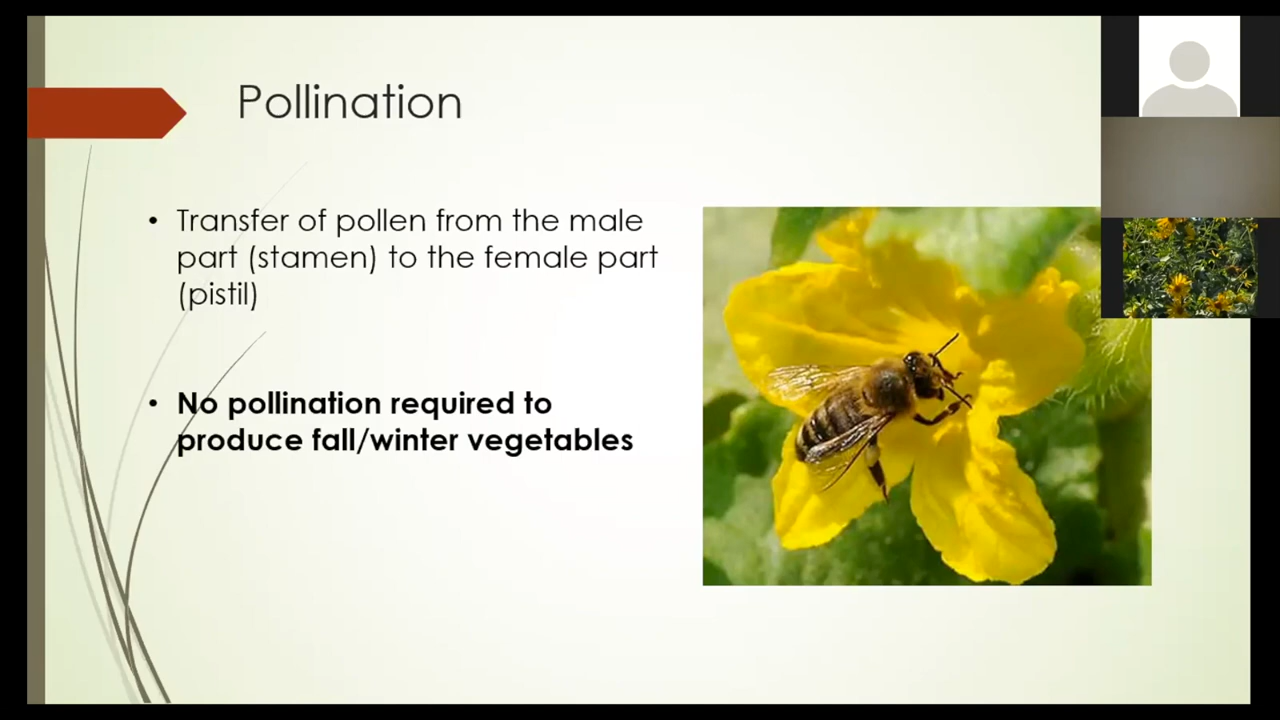 Pollination
• Transfer of pollen from the male
part (stamen) to the female part
(pistil)
• No pollination required to
produce fall/winter vegetables